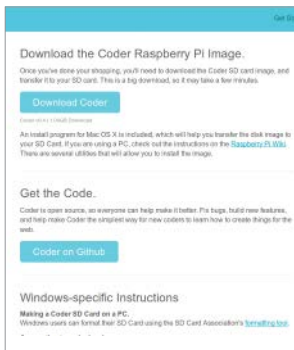 Get St
Download the Coder Raspberry Pi Image.
Once you've done your shopping, you'll need to download the Coder SD card image, and
transfer it to your SD card. This is a big download, so it may take a few minutes.
Download Coder
An install program for Mac OS X is included, which will help you transfer the disk image to
your SD Card. If you are using a PC, check out the instructions on the Raspberry Pi Wiki.
There are several utilities that will allow you to install the image.
Get the Code.
Coder is open source, so everyone can help make it better. Fix bugs, build new features,
and help make Coder the simplest way for new coders to learn how to create things for the
web.
Coder on Github
Windows-specific Instructions
Making a Coder SD Card on a PC.
Windows users can format their SD Card using the SD Card Association's formatting tool.